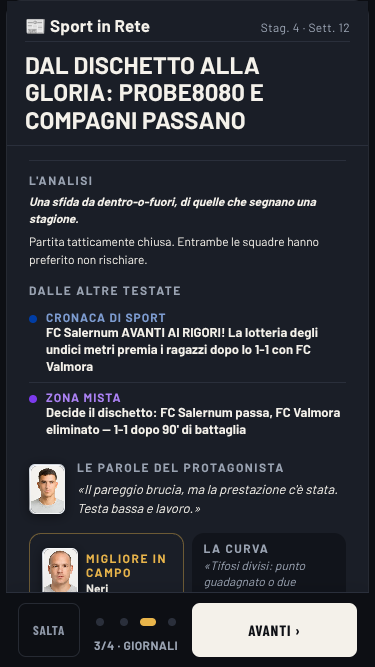 Sport in Rete
Stag. 4 · Sett. 12
DAL DISCHETTO ALLA
GLORIA: PROBE8080 E
COMPAGNI PASSANO
L'ANALISI
Una sfida da dentro-o-fuori, di quelle che segnano una
stagione.
Partita tatticamente chiusa. Entrambe le squadre hanno
preferito non rischiare.
DALLE ALTRE TESTATE
CRONACA DI SPORT
FC Salernum AVANTI AI RIGORI! La lotteria degli
undici metri premia i ragazzi dopo lo 1-1 con FC
Valmora
ZONA MISTA
Decide il dischetto: FC Salernum passa, FC Valmora
eliminato — 1-1 dopo 90' di battaglia
LE PAROLE DEL PROTAGONISTA
«Il pareggio brucia, ma la prestazione c'è stata.
Testa bassa e lavoro.»
MIGLIORE IN
CAMPO
Neri
LA CURVA
«Tifosi divisi: punto
guadagnato o due
SALTA
3/4 · GIORNALI
AVANTI ›